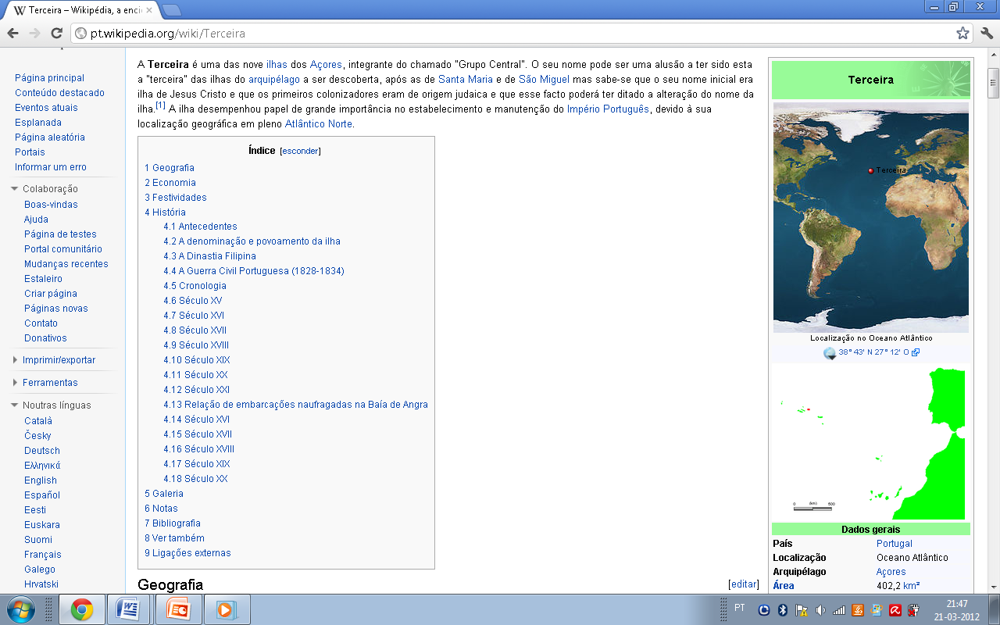 Terceira – Wikipédia, a enci
pt.wikipedia.org/wiki/Terceira
Página principal
Conteúdo destacado
Eventos atuais
Esplanada
Página aleatória
Portais
Informar um erro
Colaboração
Boas-vindas
Ajuda
Página de testes
Portal comunitário
Mudanças recentes
Estaleiro
Criar página
Páginas novas
Contato
Donativos
Imprimir/exportar
Ferramentas
Noutras línguas
Català
Česky
Deutsch
Ελληνικά
English
Español
Eesti
Euskara
Suomi
Français
Galego
Hrvatski
A Terceira é uma das nove ilhas dos Açores, integrante do chamado "Grupo Central". O seu nome pode ser uma alusão a ter sido esta
a "terceira" das ilhas do arquipélago a ser descoberta, após as de Santa Maria e de São Miguel mas sabe-se que o seu nome inicial era
ilha de Jesus Cristo e que os primeiros colonizadores eram de origem judaica e que esse facto poderá ter ditado a alteração do nome da
ilha.[1] A ilha desempenhou papel de grande importância no estabelecimento e manutenção do Império Português, devido à sua
localização geográfica em pleno Atlântico Norte.
Índice [esconder]
1 Geografia
2 Economia
3 Festividades
4 História
4.1 Antecedentes
4.2 A denominação e povoamento da ilha
4.3 A Dinastia Filipina
4.4 A Guerra Civil Portuguesa (1828-1834)
4.5 Cronologia
4.6 Século XV
4.7 Século XVI
4.8 Século XVII
4.9 Século XVIII
4.10 Século XIX
4.11 Século XX
4.12 Século XXI
4.13 Relação de embarcações naufragadas na Baía de Angra
4.14 Século XVI
4.15 Século XVII
4.16 Século XVIII
4.17 Século XIX
4.18 Século XX
5 Galeria
6 Notas
7 Bibliografia
8 Ver também
9 Ligações externas
Geografia [editar]
Terceira
Terceira
Localização no Oceano Atlântico
38° 43' N 27° 12' O
0 (km) 500
Dados gerais
País Portugal
Localização Oceano Atlântico
Arquipélago Açores
Área 402,2 km²
PT
21:47
21-03-2012